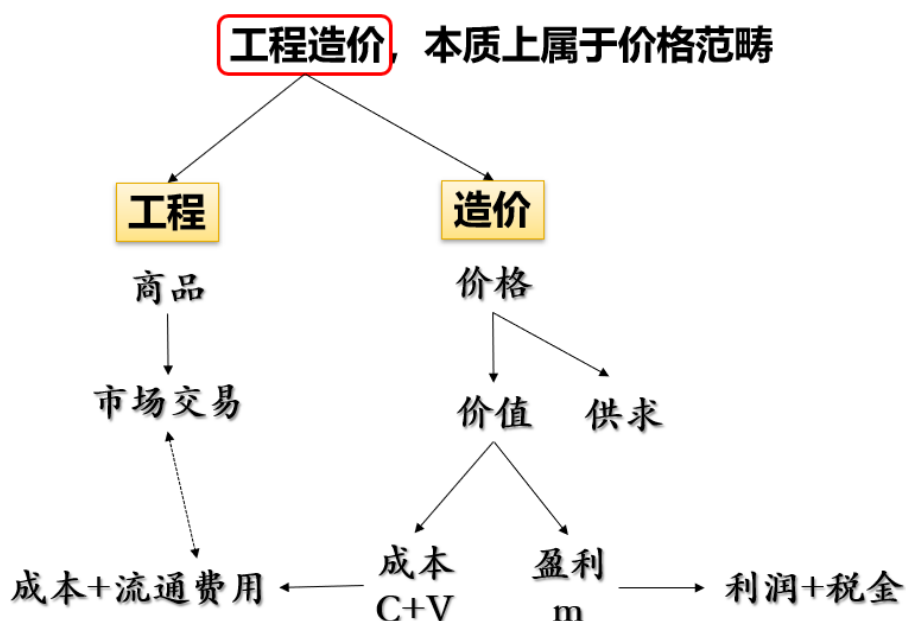 工程造价，本质上属于价格范畴
工程
造价
商品
价格
市场交易
价值
供求
成本
盈利
成本+流通费用
利润+税金
C+V
m